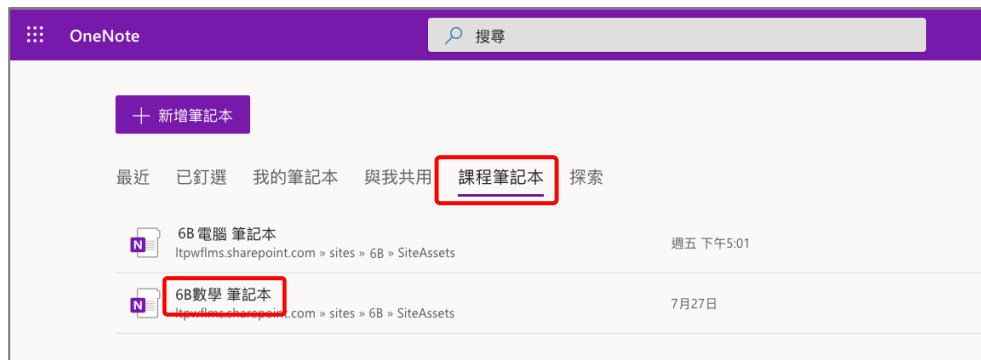 OneNote
搜尋
新增筆記本
最近 已釘選 我的筆記本 與我共用 課程筆記本 探索
6B 電腦 筆記本
ltpwflms.sharepoint.com » sites » 6B » SiteAssets
週五 下午5:01
6B數學 筆記本
ltpwflms.sharepoint.com » sites » 6B » SiteAssets
7月27日